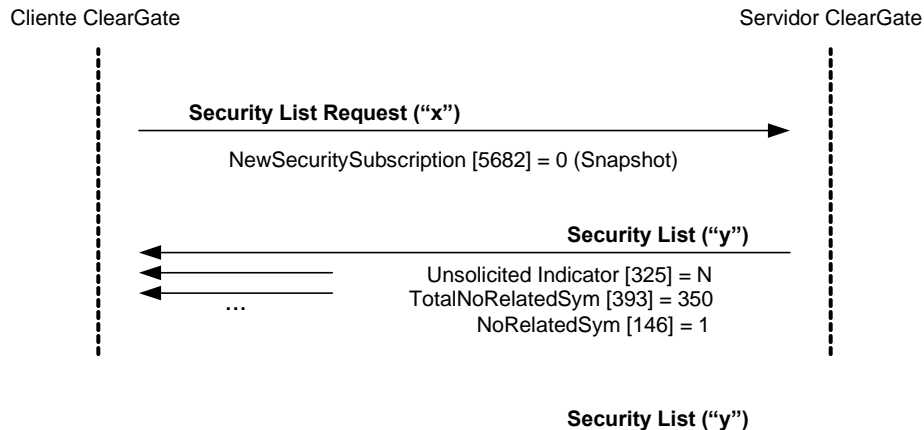 Cliente ClearGate
Servidor ClearGate
Security List Request (“x”)
NewSecuritySubscription [5682] = 0 (Snapshot)
Security List (“y”)
Unsolicited Indicator [325] = N
TotalNoRelatedSym [393] = 350
...
NoRelatedSym [146] = 1
Security List (“y”)